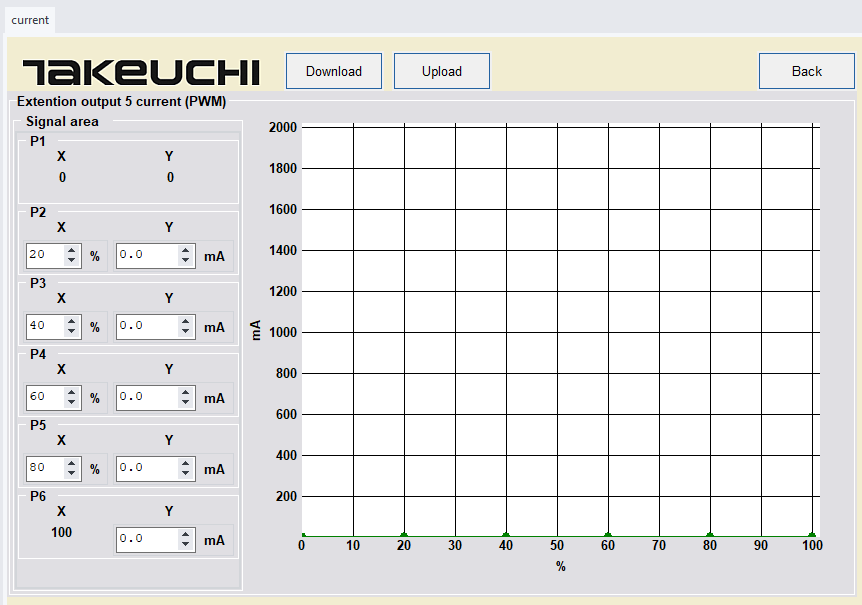 current
TAKEUCHI
Download
Upload
Back
Extention output 5 current (PWM)
Signal area
P1
X Y
0 0
P2
X Y
20 % 0.0 mA
P3
X Y
40 % 0.0 mA
P4
X Y
60 % 0.0 mA
P5
X Y
80 % 0.0 mA
P6
X Y
100 0.0 mA
2000
1800
1600
1400
1200
1000
800
600
400
200
mA
0 10 20 30 40 50 60 70 80 90 100
%